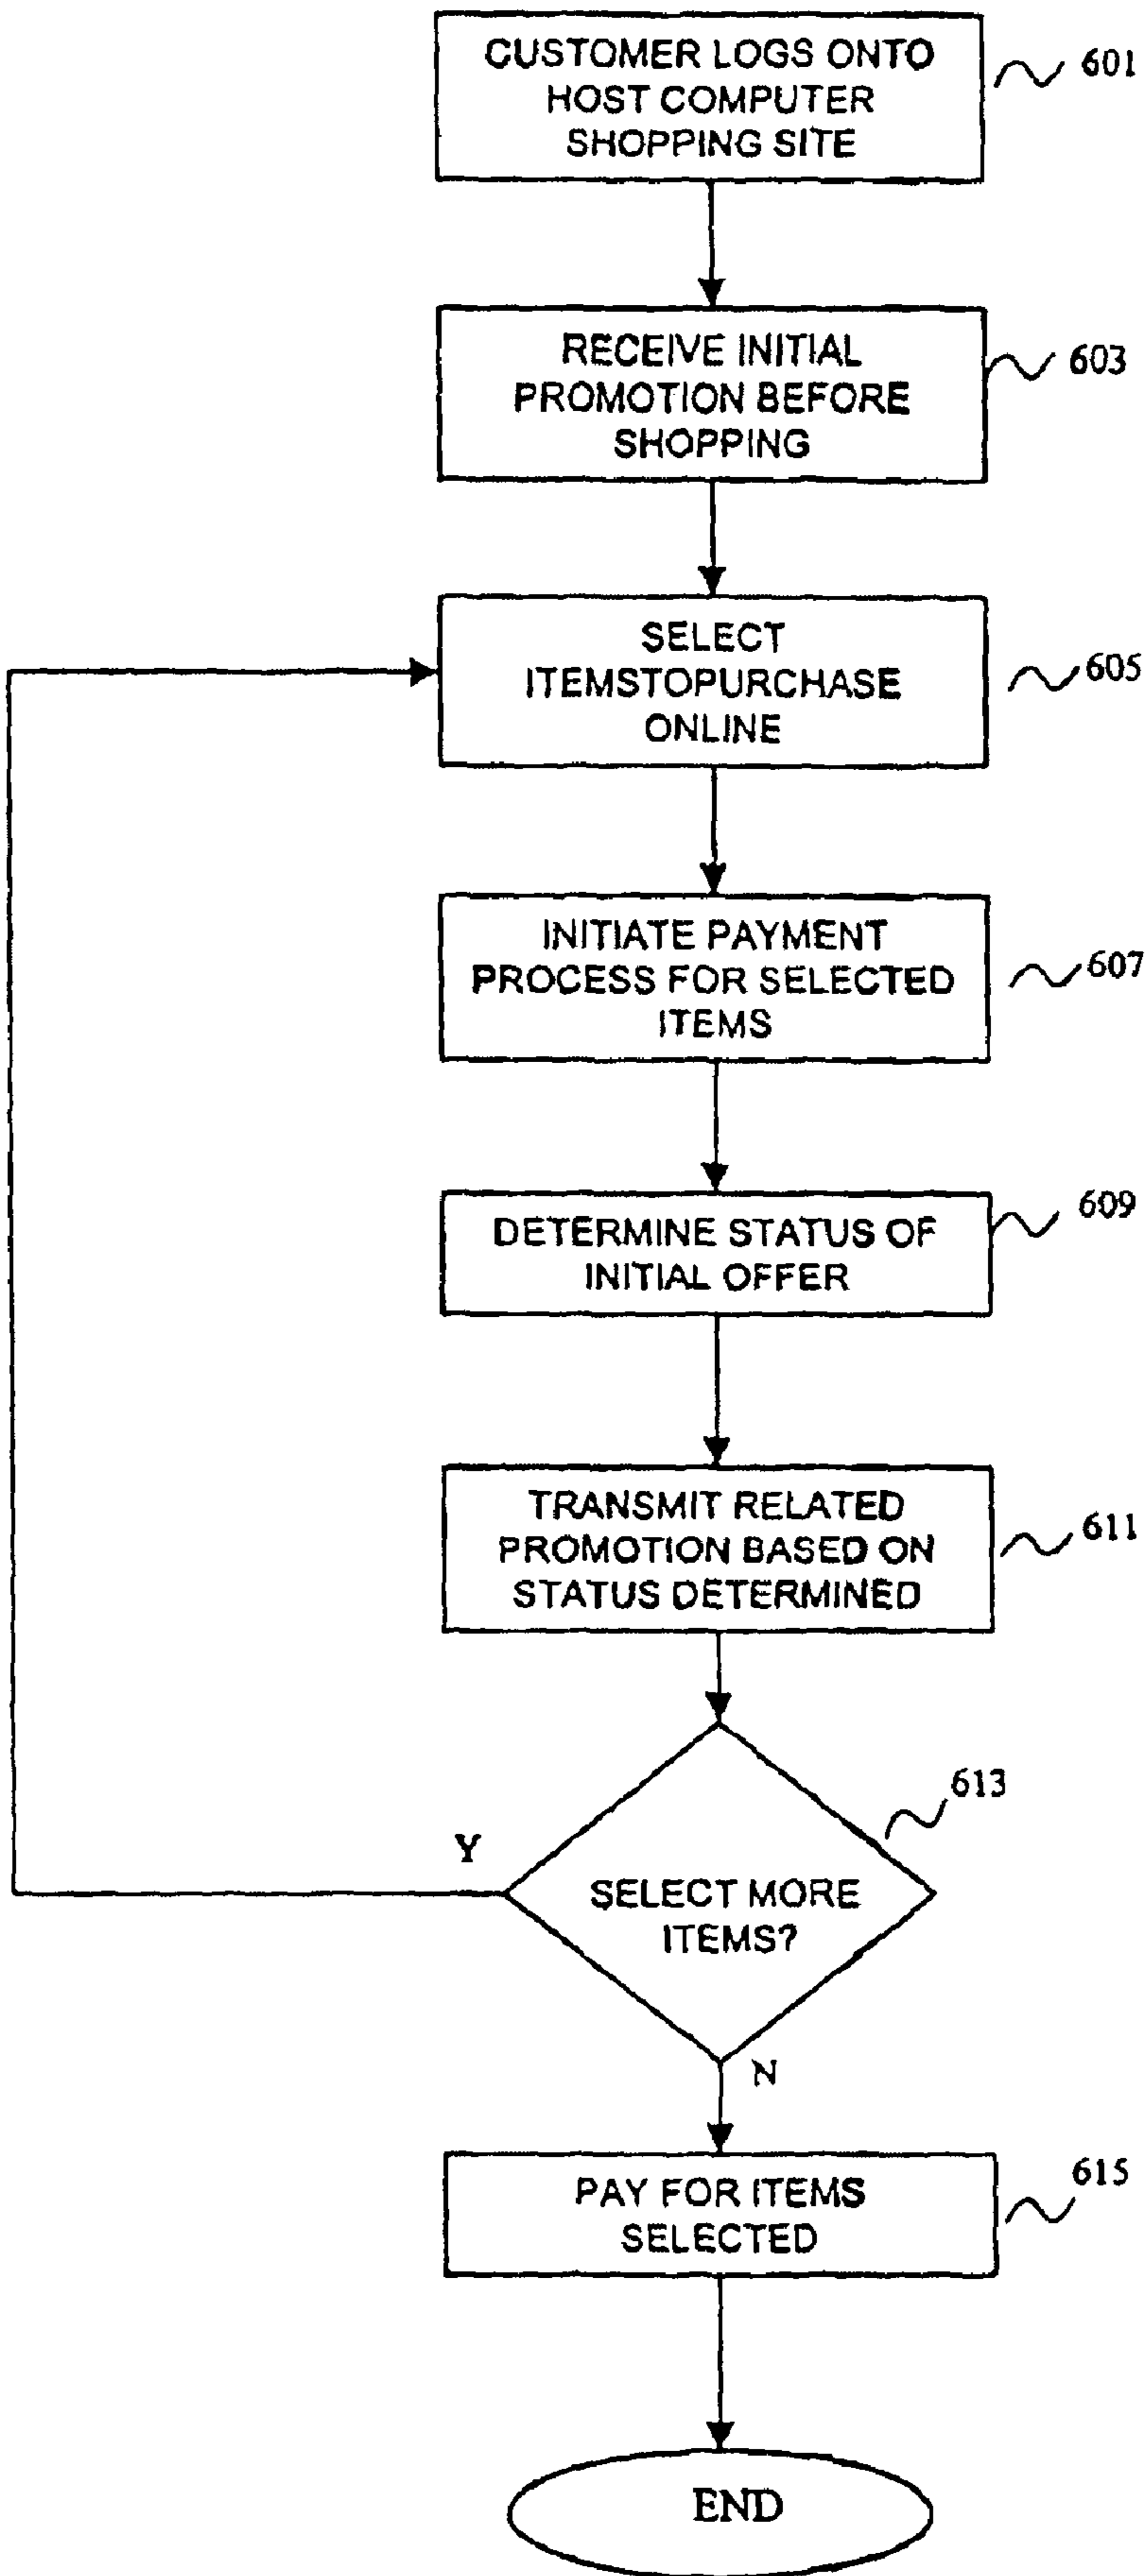 CUSTOMER LOGS ONTO
HOST COMPUTER
SHOPPING SITE
601
RECEIVE INITIAL
PROMOTION BEFORE
SHOPPING
603
SELECT
ITEMSTOPURCHASE
ONLINE
605
INITIATE PAYMENT
PROCESS FOR SELECTED
ITEMS
607
DETERMINE STATUS OF
INITIAL OFFER
609
TRANSMIT RELATED
PROMOTION BASED ON
STATUS DETERMINED
611
613
Y
SELECT MORE
ITEMS?
N
PAY FOR ITEMS
SELECTED
615
END